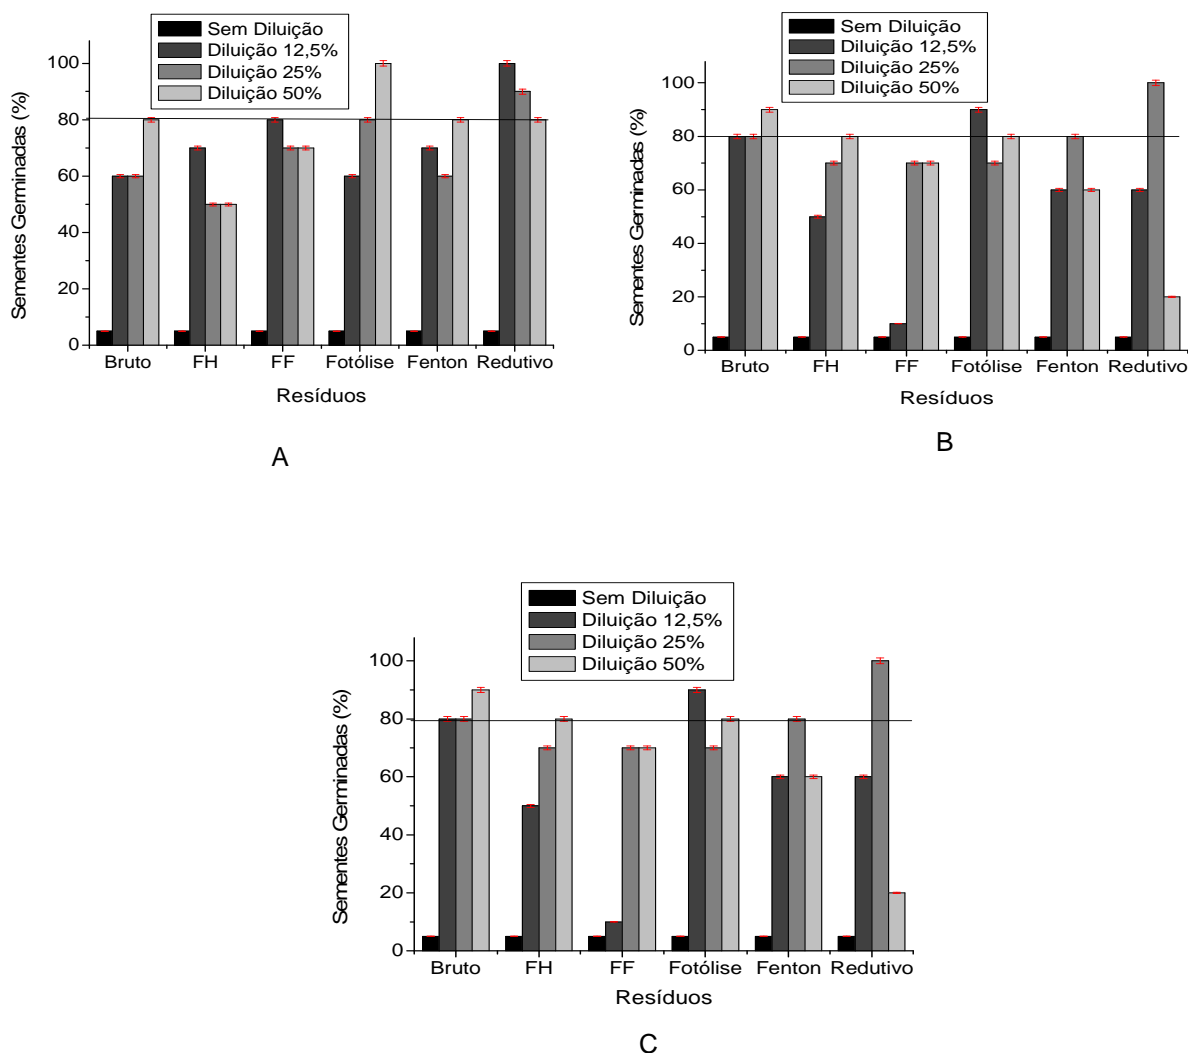 Sem Diluição
Diluição 12,5%
Diluição 25%
Diluição 50%
100
80
60
40
20
0
Sementes Germinadas (%)
Bruto FH FF Fotólise Fenton Redutivo
Resíduos
A
Sem Diluição
Diluição 12,5%
Diluição 25%
Diluição 50%
100
80
60
40
20
0
Sementes Germinadas (%)
Bruto FH FF Fotólise Fenton Redutivo
Resíduos
B
Sem Diluição
Diluição 12,5%
Diluição 25%
Diluição 50%
100
80
60
40
20
0
Sementes Germinadas (%)
Bruto FH FF Fotólise Fenton Redutivo
Resíduos
C